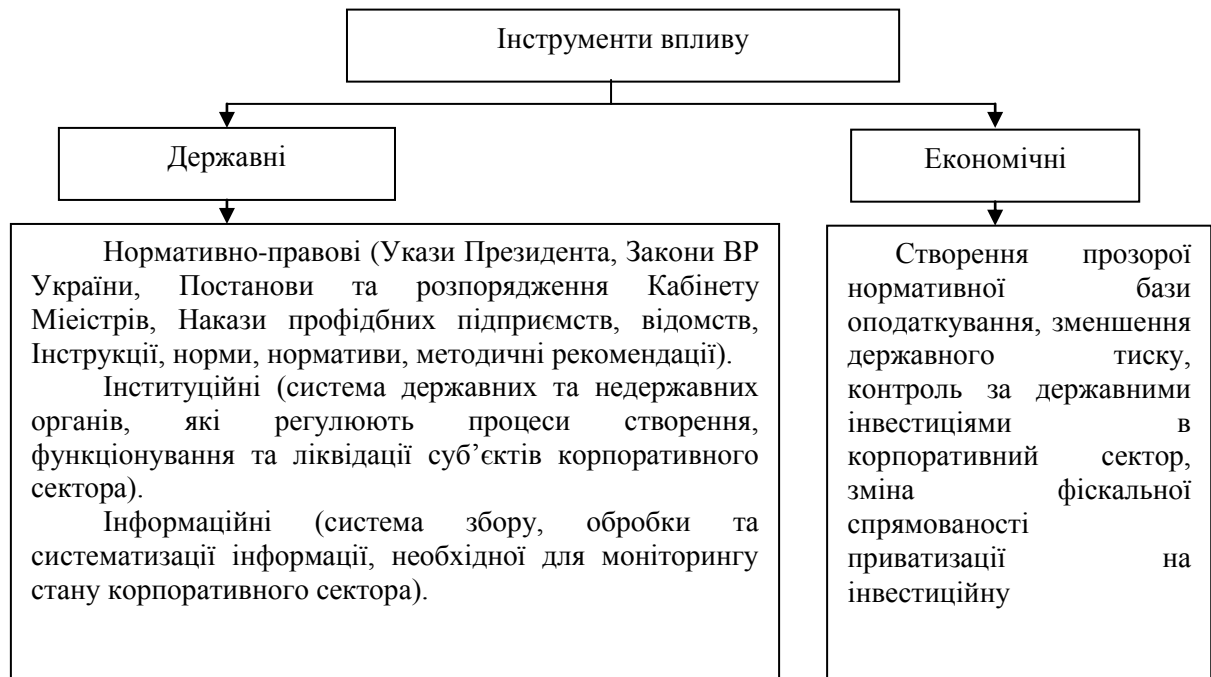 Інструменти впливу
Державні
Економічні
Нормативно-правові (Укази Президента, Закони ВР
України, Постанови та розпорядження Кабінету
Міеістрів, Накази профідбних підприємств, відомств,
Інструкції, норми, нормативи, методичні рекомендації).
Інституційні (система державних та недержавних
органів, які регулюють процеси створення,
функціонування та ліквідації суб’єктів корпоративного
сектора).
Інформаційні (система збору, обробки та
систематизації інформації, необхідної для моніторингу
стану корпоративного сектора).
Створення прозорої
нормативної бази
оподаткування, зменшення
державного тиску,
контроль за державними
інвестиціями в
корпоративний сектор,
зміна фіскальної
спрямованості
приватизації на
інвестиційну